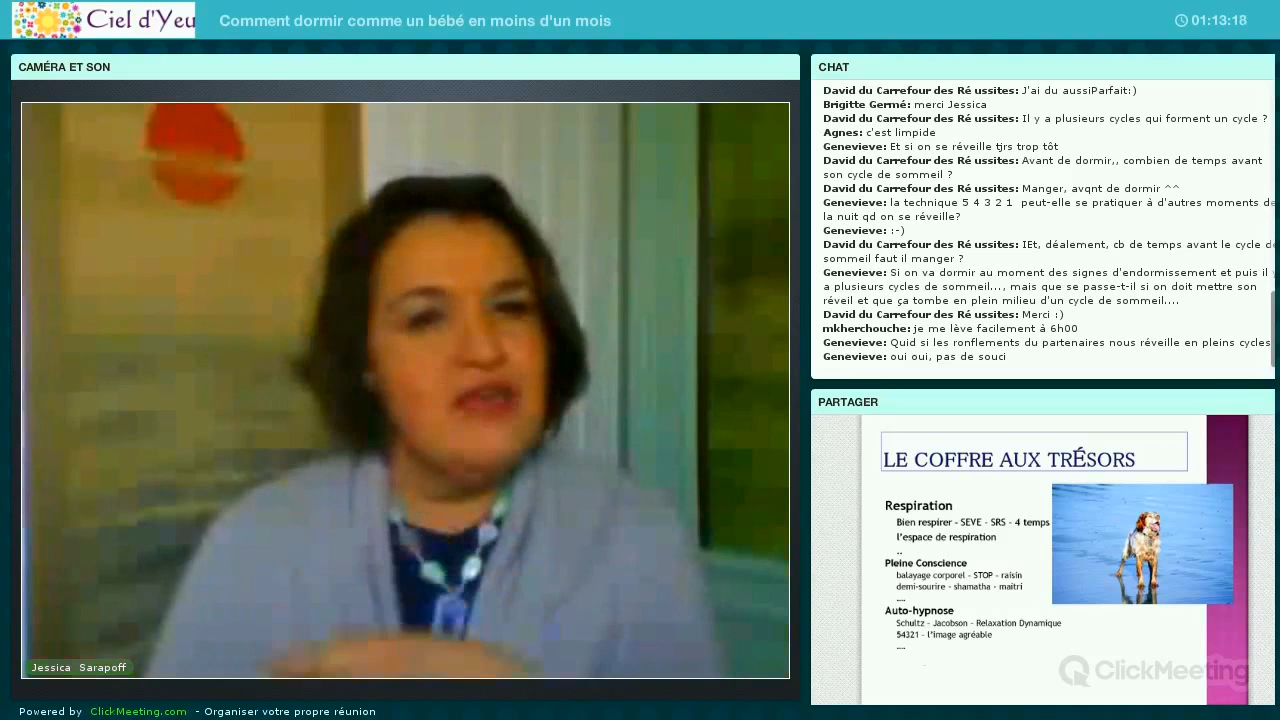 Ciel d'Yeu
Comment dormir comme un bébé en moins d'un mois
01:13:18
CAMÉRA ET SON
CHAT
David du Carrefour des Ré ussites: J'ai du aussiParfait:)
Brigitte Germé: merci Jessica
David du Carrefour des Ré ussites: Il y a plusieurs cycles qui forment un cycle ?
Agnes: c'est limpide
Genevieve: Et si on se réveille tjrs trop tôt
David du Carrefour des Ré ussites: Avant de dormir,, combien de temps avant
son cycle de sommeil ?
David du Carrefour des Ré ussites: Manger, avqnt de dormir ^^
Genevieve: la technique 5 4 3 2 1 peut-elle se pratiquer à d'autres moments de
la nuit qd on se réveille?
Genevieve: :-)
David du Carrefour des Ré ussites: IEt, déalement, cb de temps avant le cycle de
sommeil faut il manger ?
Genevieve: Si on va dormir au moment des signes d'endormissement et puis il y
a plusieurs cycles de sommeil..., mais que se passe-t-il si on doit mettre son
réveil et que ça tombe en plein milieu d'un cycle de sommeil....
David du Carrefour des Ré ussites: Merci :)
mkherchouche: je me lève facilement à 6h00
Genevieve: Quid si les ronflements du partenaires nous réveille en pleins cycles
Genevieve: oui oui, pas de souci
PARTAGER
LE COFFRE AUX TRÉSORS
Respiration
Bien respirer - SEVE - SRS - 4 temps
l'espace de respiration
..
Pleine Conscience
balayage corporel - STOP - raisin
demi-sourire - shamatha - maitri
....
Auto-hypnose
Schultz - Jacobson - Relaxation Dynamique
54321 - l'image agréable
....
ClickMeeting
Jessica Sarapoff
Powered by ClickMeeting.com - Organiser votre propre réunion